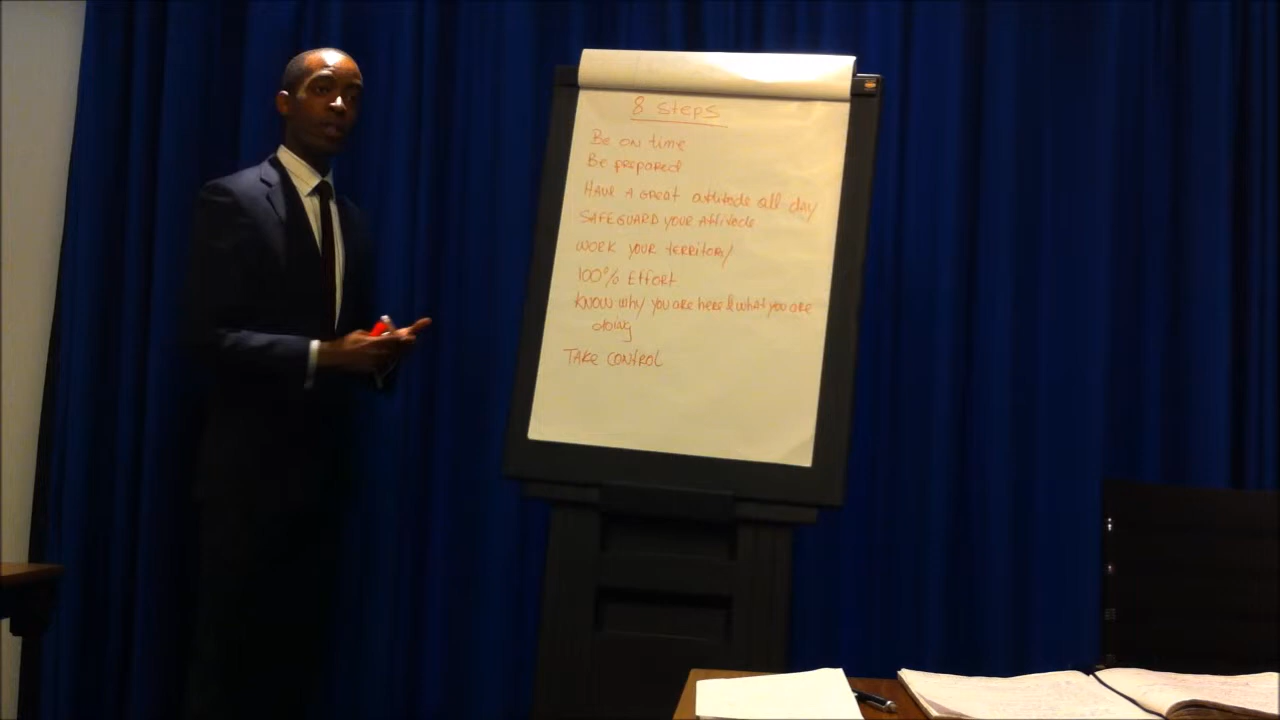 8 steps
Be on time
Be prepared
Have a great attitude all day
Safeguard your attitude
work your territory
100% Effort
Know why you are here & what you are
doing
Take control